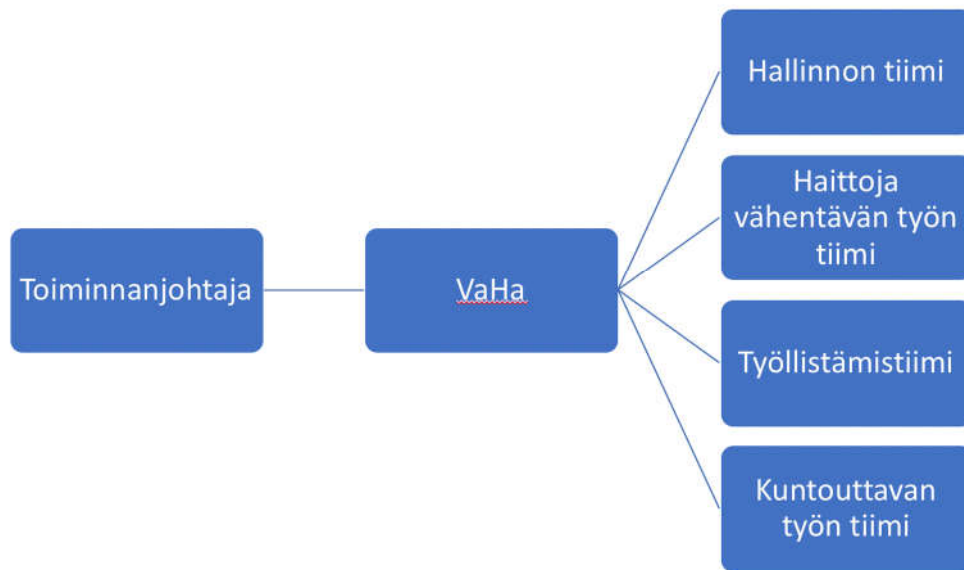 Toiminnanjohtaja
VaHa
Hallinnon tiimi
Haittoja
vähentävän työn
tiimi
Työllistämistiimi
Kuntouttavan
työn tiimi